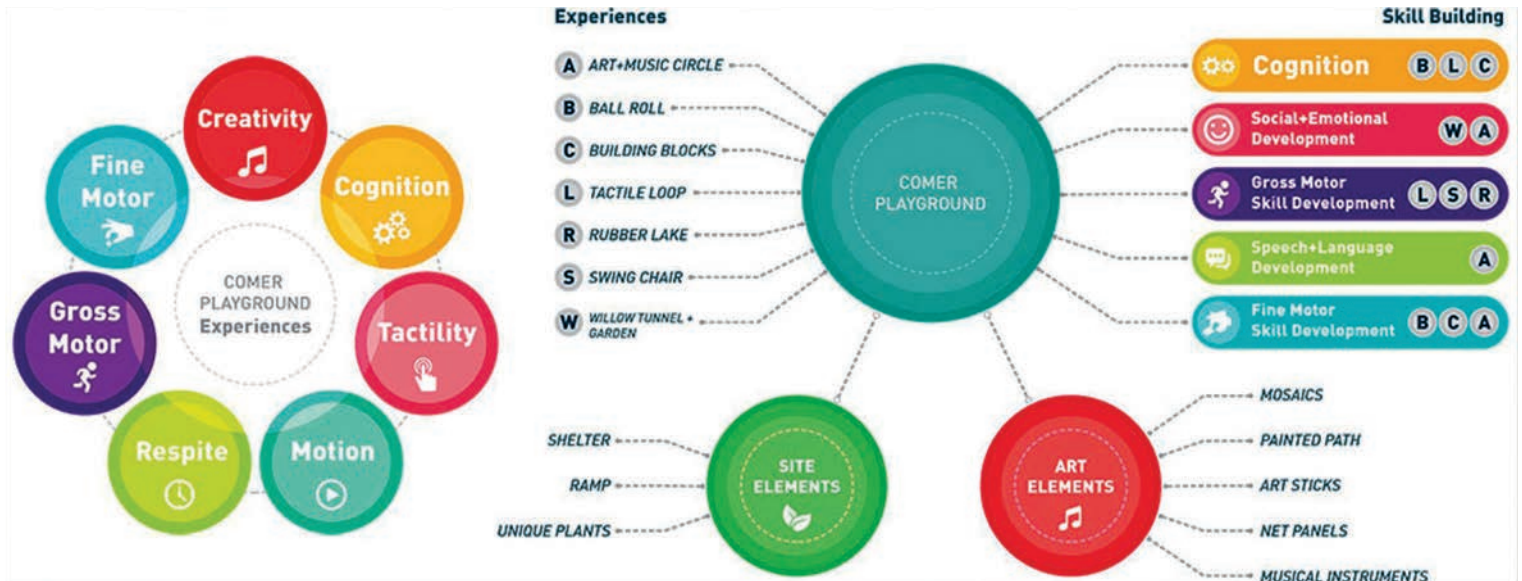 Creativity
Cognition
Tactility
Motion
Respite
Gross
Motor
Fine
Motor
COMER
PLAYGROUND
Experiences
Experiences
A ART+MUSIC CIRCLE
B BALL ROLL
C BUILDING BLOCKS
L TACTILE LOOP
R RUBBER LAKE
S SWING CHAIR
W WILLOW TUNNEL +
GARDEN
COMER
PLAYGROUND
Skill Building
Cognition B L C
Social+Emotional
Development W A
Gross Motor
Skill Development L S R
Speech+Language
Development A
Fine Motor
Skill Development B C A
SHELTER
RAMP
UNIQUE PLANTS
SITE
ELEMENTS
ART
ELEMENTS
MOSAICS
PAINTED PATH
ART STICKS
NET PANELS
MUSICAL INSTRUMENTS